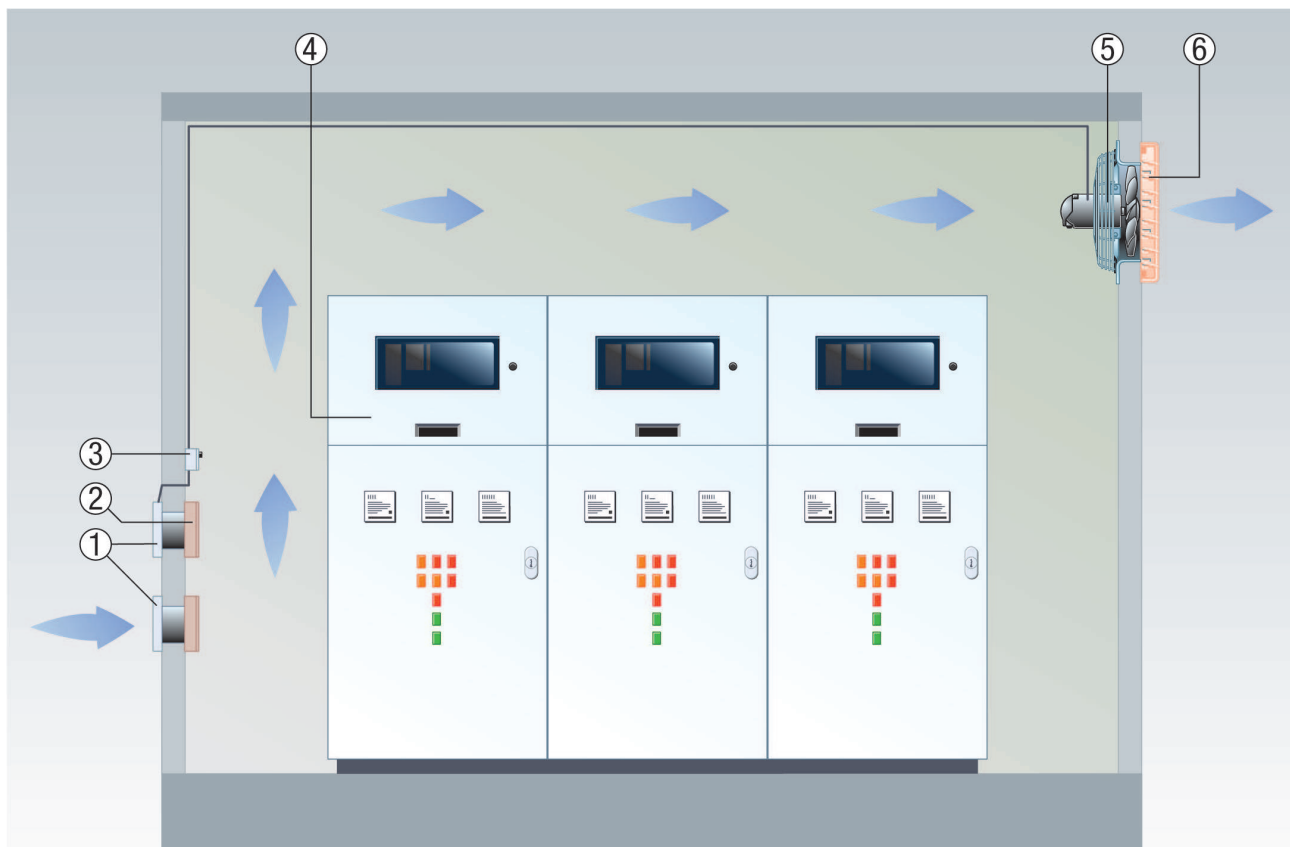 ④ ⑤ ⑥
③
②
①